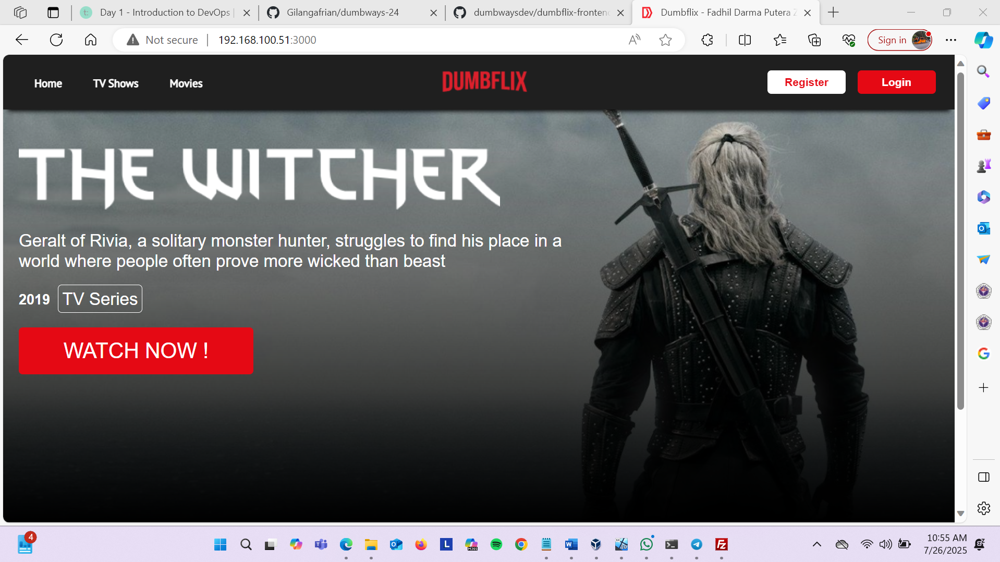 Day 1 - Introduction to DevOps |
Gilangafrian/dumbways-24
dumbwaysdev/dumbflix-frontend
Dumbflix - Fadhil Darma Putera Z
Not secure
192.168.100.51:3000
Sign in
Home
TV Shows
Movies
DUMBFLIX
Register
Login
THE WITCHER
Geralt of Rivia, a solitary monster hunter, struggles to find his place in a
world where people often prove more wicked than beast
2019 TV Series
WATCH NOW !
4
M365
10:55 AM
7/26/2025